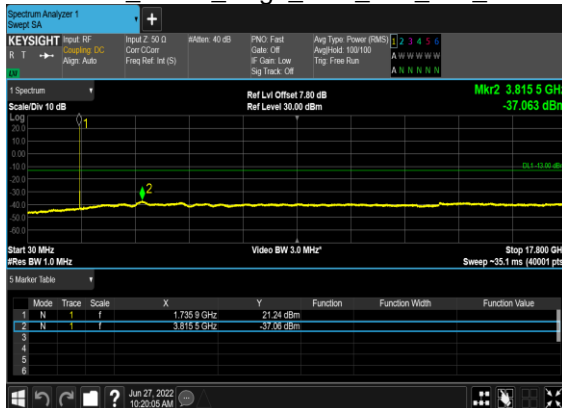 Spectrum Analyzer 1
Swept SA
+
KEYSIGHT
R T
LXI
Input: RF
Coupling: DC
Align: Auto
Input Z: 50 Ω
Corr CCorr
Freq Ref: Int (S)
#Atten: 40 dB
PNO: Fast
Gate: Off
IF Gain: Low
Sig Track: Off
Avg Type: Power (RMS)
Avg|Hold: 100/100
Trig: Free Run
1 2 3 4 5 6
A W W W W W
A N N N N N
1 Spectrum
Scale/Div 10 dB
Ref Lvl Offset 7.80 dB
Ref Level 30.00 dBm
Mkr2 3.815 5 GHz
-37.063 dBm
Log
20.0
10.0
0.00
-10.0
-20.0
-30.0
-40.0
-50.0
-60.0
1
2
DL1 -13.00 dBm
Start 30 MHz
#Res BW 1.0 MHz
Video BW 3.0 MHz*
Stop 17.800 GHz
Sweep ~35.1 ms (40001 pts)
5 Marker Table
Mode Trace Scale X Y Function Function Width Function Value
1 N 1 f 1.735 9 GHz 21.24 dBm
2 N 1 f 3.815 5 GHz -37.06 dBm
3
4
5
6
?
Jun 27, 2022
10:20:05 AM